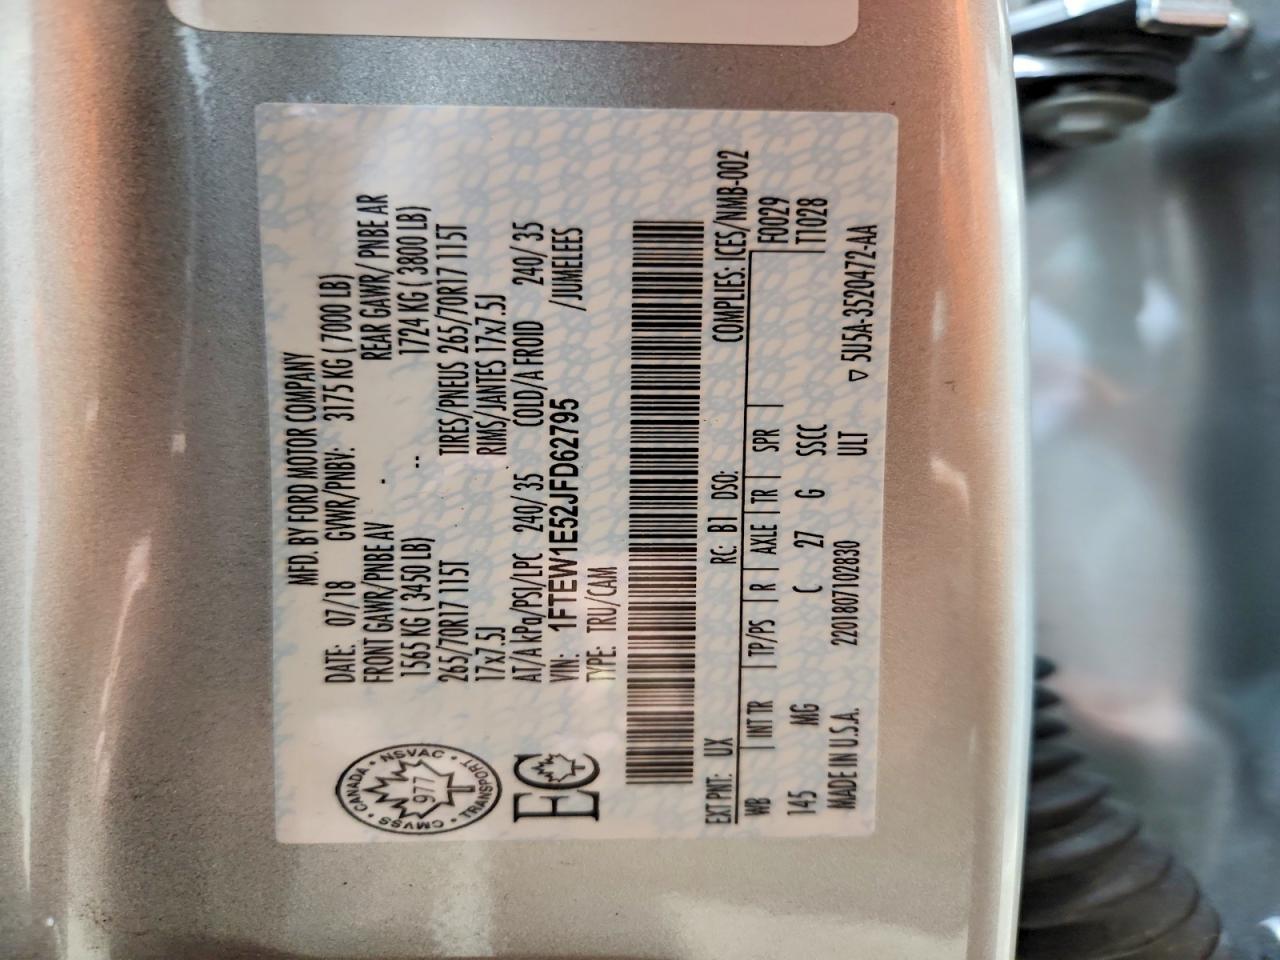 MFD. BY FORD MOTOR COMPANY
DATE: 07/18 GVWR/PNBV: 3175 KG ( 7000 LB)
FRONT GAWR/PNBE AV REAR GAWR/ PNBE AR
1565 KG ( 3450 LB) 1724 KG ( 3800 LB)
265/70R17 115T TIRES/PNEUS 265/70R17 115T
17x7.5J RIMS/JANTES 17x7.5J
AT/A kPa/PSI/LPC 240/ 35 COLD/A FROID 240/ 35
VIN: 1FTEW1E52JFD62795 /JUMELEES
TYPE: TRU/CAM
CANADA • NSVAC • TRANSPORT • CMVSS •
977
EC
COMPLIES: ICES/NMB-002
EXT PNT: UX RC: B1 DSO: F0029
WB | INT TR | TP/PS | R | AXLE | TR | SPR | T1028
145 MG C 27 G SSCC
MADE IN U.S.A. 2201807102830 ULT ▽ 5U5A-3520472-AA